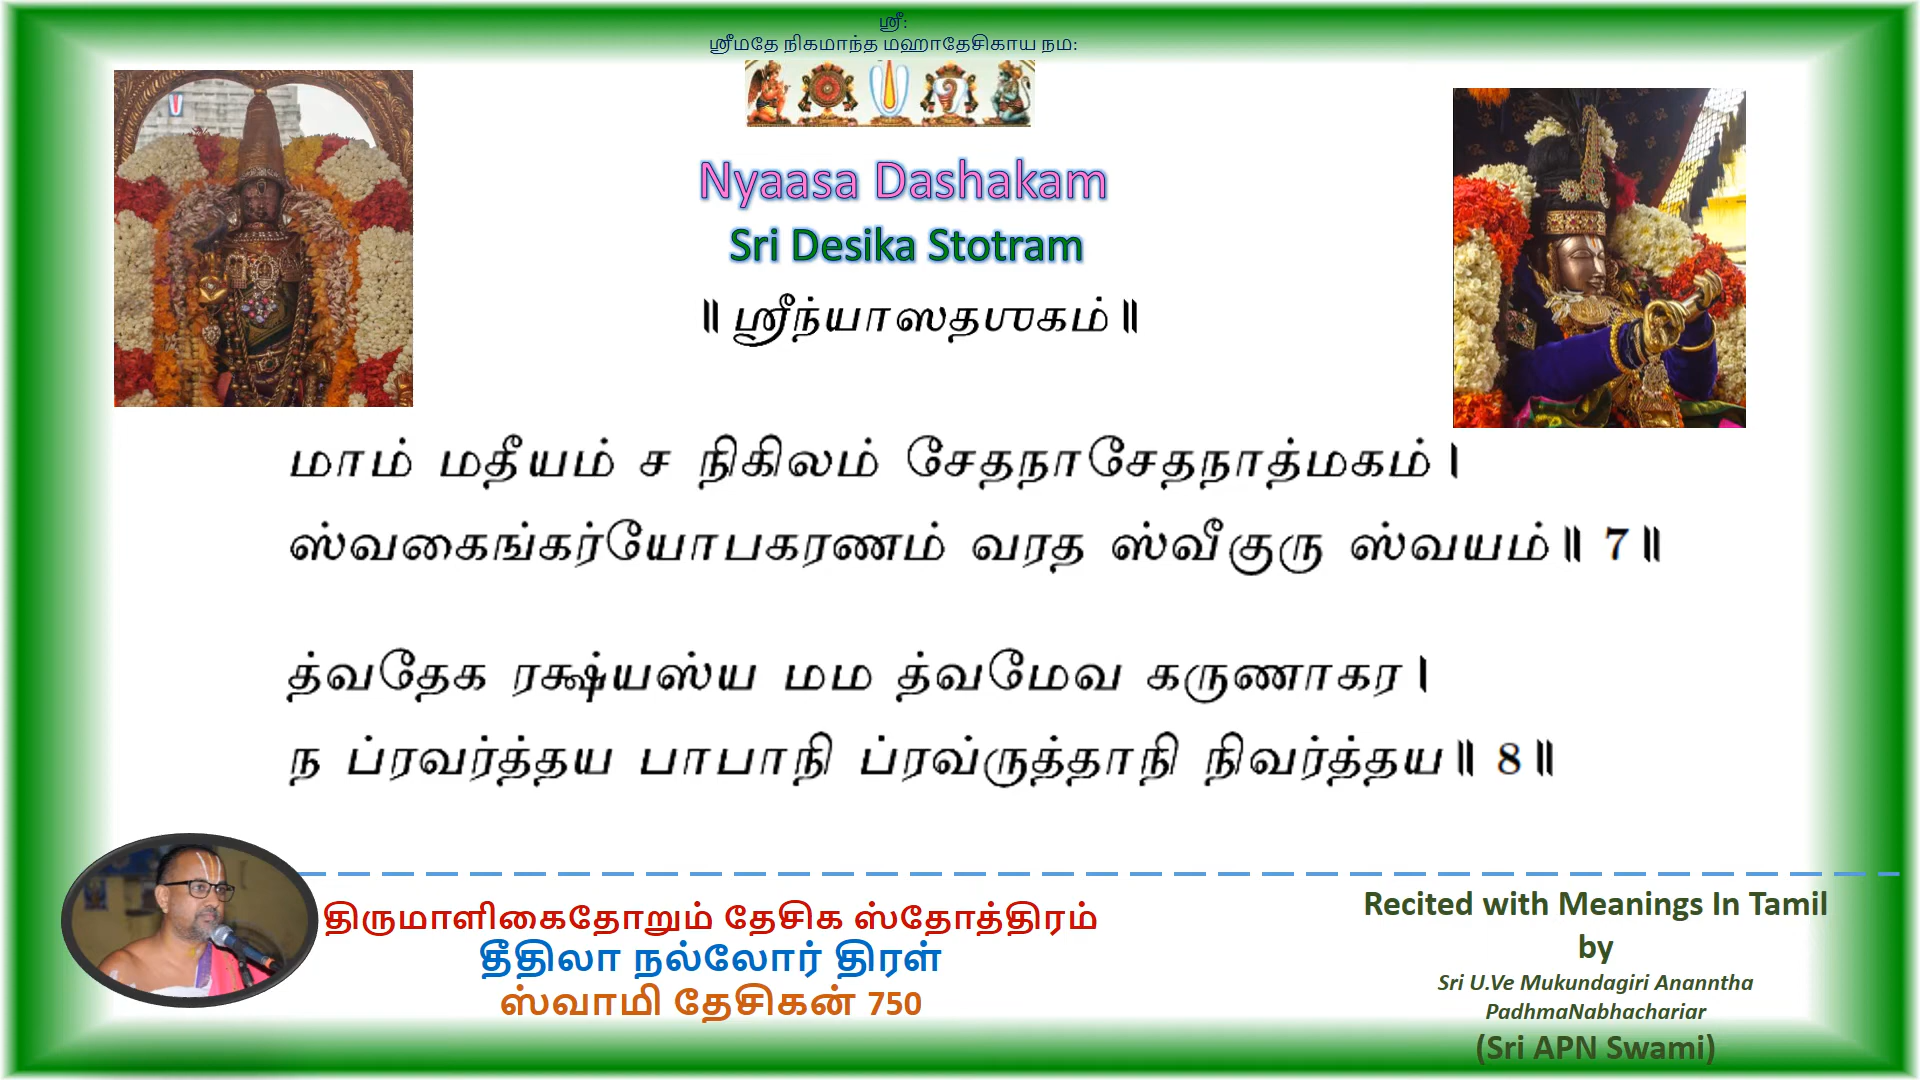 ஸ்ரீ:
ஸ்ரீமதே நிகமாந்த மஹாதேசிகாய நம:
Nyaasa Dashakam
Sri Desika Stotram
॥ ஸ்ரீந்யாஸதஶகம் ॥
மாம் மதீயம் ச நிகிலம் சேதநாசேதநாத்மகம் ।
ஸ்வகைங்கர்யோபகரணம் வரத ஸ்வீகுரு ஸ்வயம் ॥ 7 ॥
த்வதேக ரக்ஷ்யஸ்ய மம த்வமேவ கருணாகர ।
ந ப்ரவர்த்தய பாபாநி ப்ரவ்ருத்தாநி நிவர்த்தய ॥ 8 ॥
திருமாளிகைதோறும் தேசிக ஸ்தோத்திரம்
தீதிலா நல்லோர் திரள்
ஸ்வாமி தேசிகன் 750
Recited with Meanings In Tamil
by
Sri U.Ve Mukundagiri Ananntha
PadhmaNabhachariar
(Sri APN Swami)